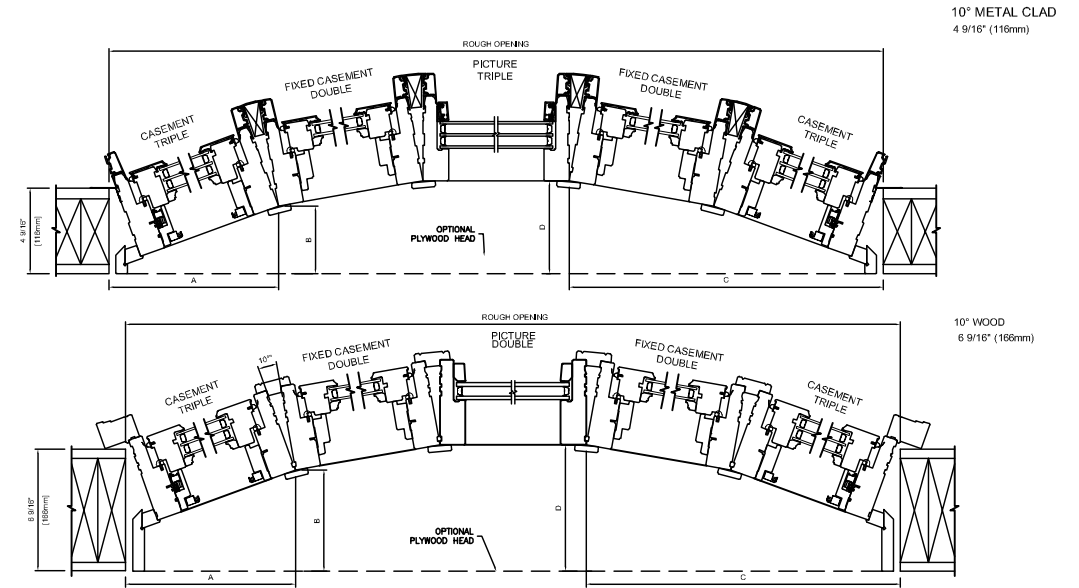 10° METAL CLAD
4 9/16" (116mm)
ROUGH OPENING
PICTURE
TRIPLE
FIXED CASEMENT
DOUBLE
FIXED CASEMENT
DOUBLE
CASEMENT
TRIPLE
CASEMENT
TRIPLE
4 9/16"
[116mm]
OPTIONAL
PLYWOOD HEAD
B
D
A
C
ROUGH OPENING
10° WOOD
6 9/16" (166mm)
PICTURE
DOUBLE
FIXED CASEMENT
DOUBLE
FIXED CASEMENT
DOUBLE
10°
CASEMENT
TRIPLE
CASEMENT
TRIPLE
6 9/16"
[166mm]
OPTIONAL
PLYWOOD HEAD
B
D
A
C